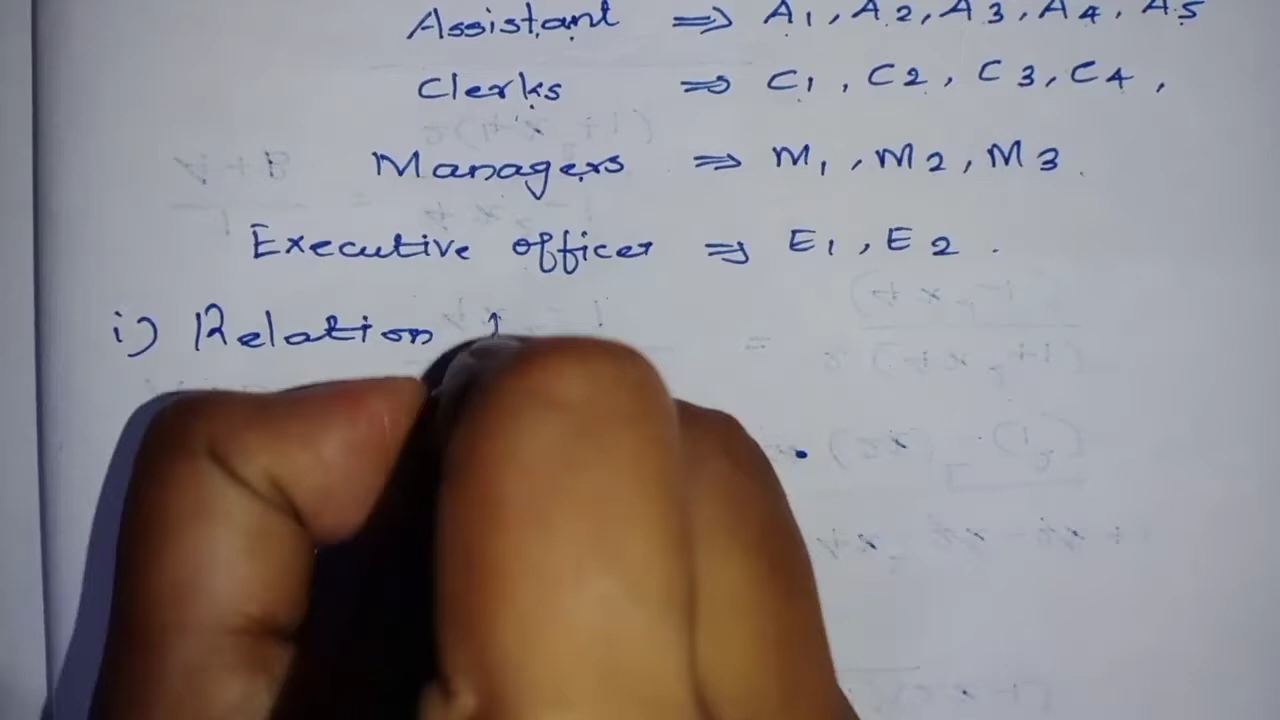 Assistant ⇒ A1, A2, A3, A4, A5
Clerks ⇒ C1, C2, C3, C4,
Managers ⇒ M1, M2, M3.
Executive officer ⇒ E1, E2.
i) Relation